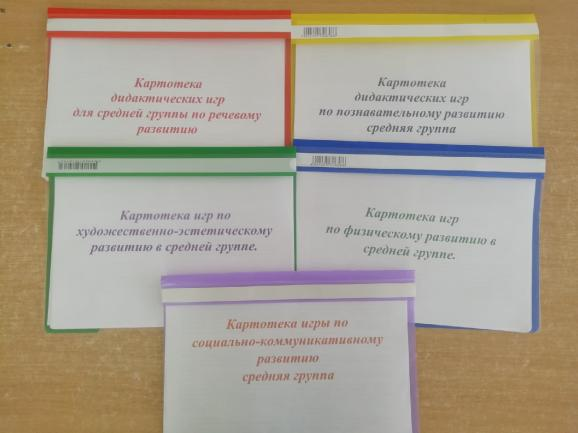 Картотека
дидактических игр
для средней группы по речевому
развитию
Картотека
дидактических игр
по познавательному развитию
средняя группа
Картотека игр по
художественно-эстетическому
развитию в средней группе.
Картотека игр
по физическому развитию в
средней группе.
Картотека игры по
социально-коммуникативному
развитию
средняя группа